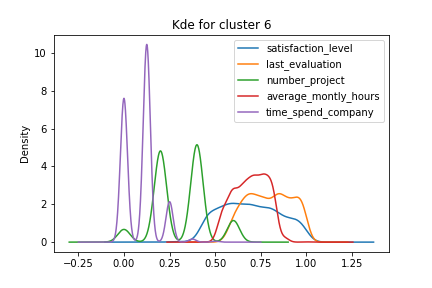 Kde for cluster 6
satisfaction_level
last_evaluation
number_project
average_montly_hours
time_spend_company
Density
10
8
6
4
2
0
−0.25
0.00
0.25
0.50
0.75
1.00
1.25